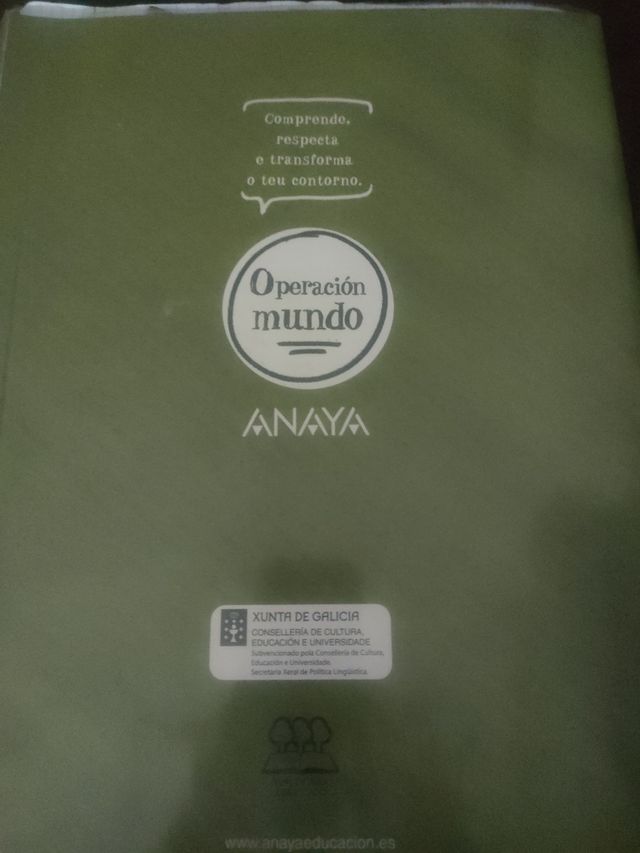 Comprende,
respecta
e transforma
o teu contorno.
Operación
mundo
ANAYA
XUNTA DE GALICIA
CONSELLERÍA DE CULTURA,
EDUCACIÓN E UNIVERSIDADE
Subvencionado pola Consellería de Cultura,
Educación e Universidade.
Secretaría Xeral de Política Lingüística.
www.anayaeducacion.es